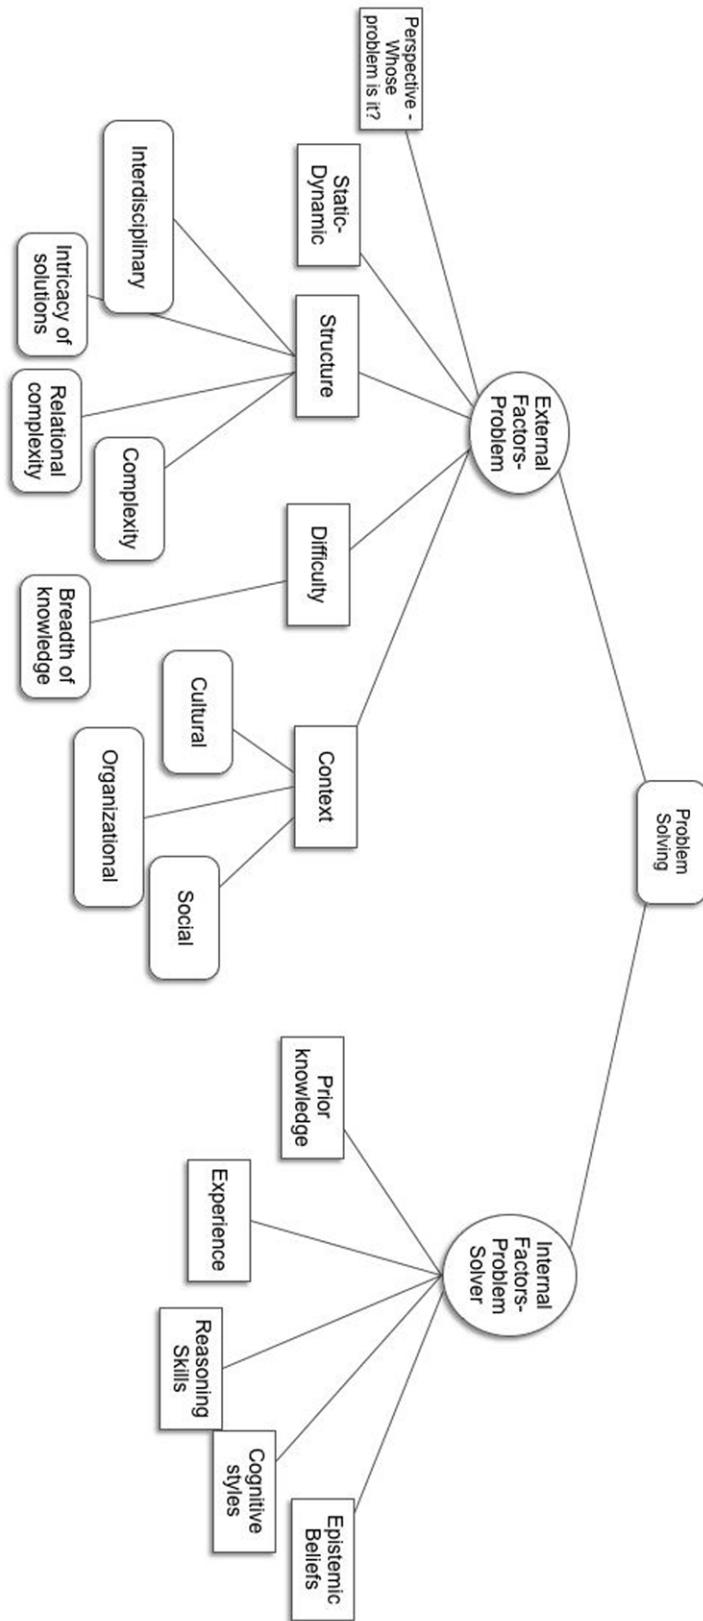 Problem
Solving
External
Factors-
Problem
Internal
Factors-
Problem
Solver
Perspective -
Whose
problem is it?
Static-
Dynamic
Structure
Difficulty
Context
Interdisciplinary
Intricacy of
solutions
Relational
complexity
Complexity
Breadth of
knowledge
Cultural
Organizational
Social
Prior
knowledge
Experience
Reasoning
Skills
Cognitive
styles
Epistemic
Beliefs